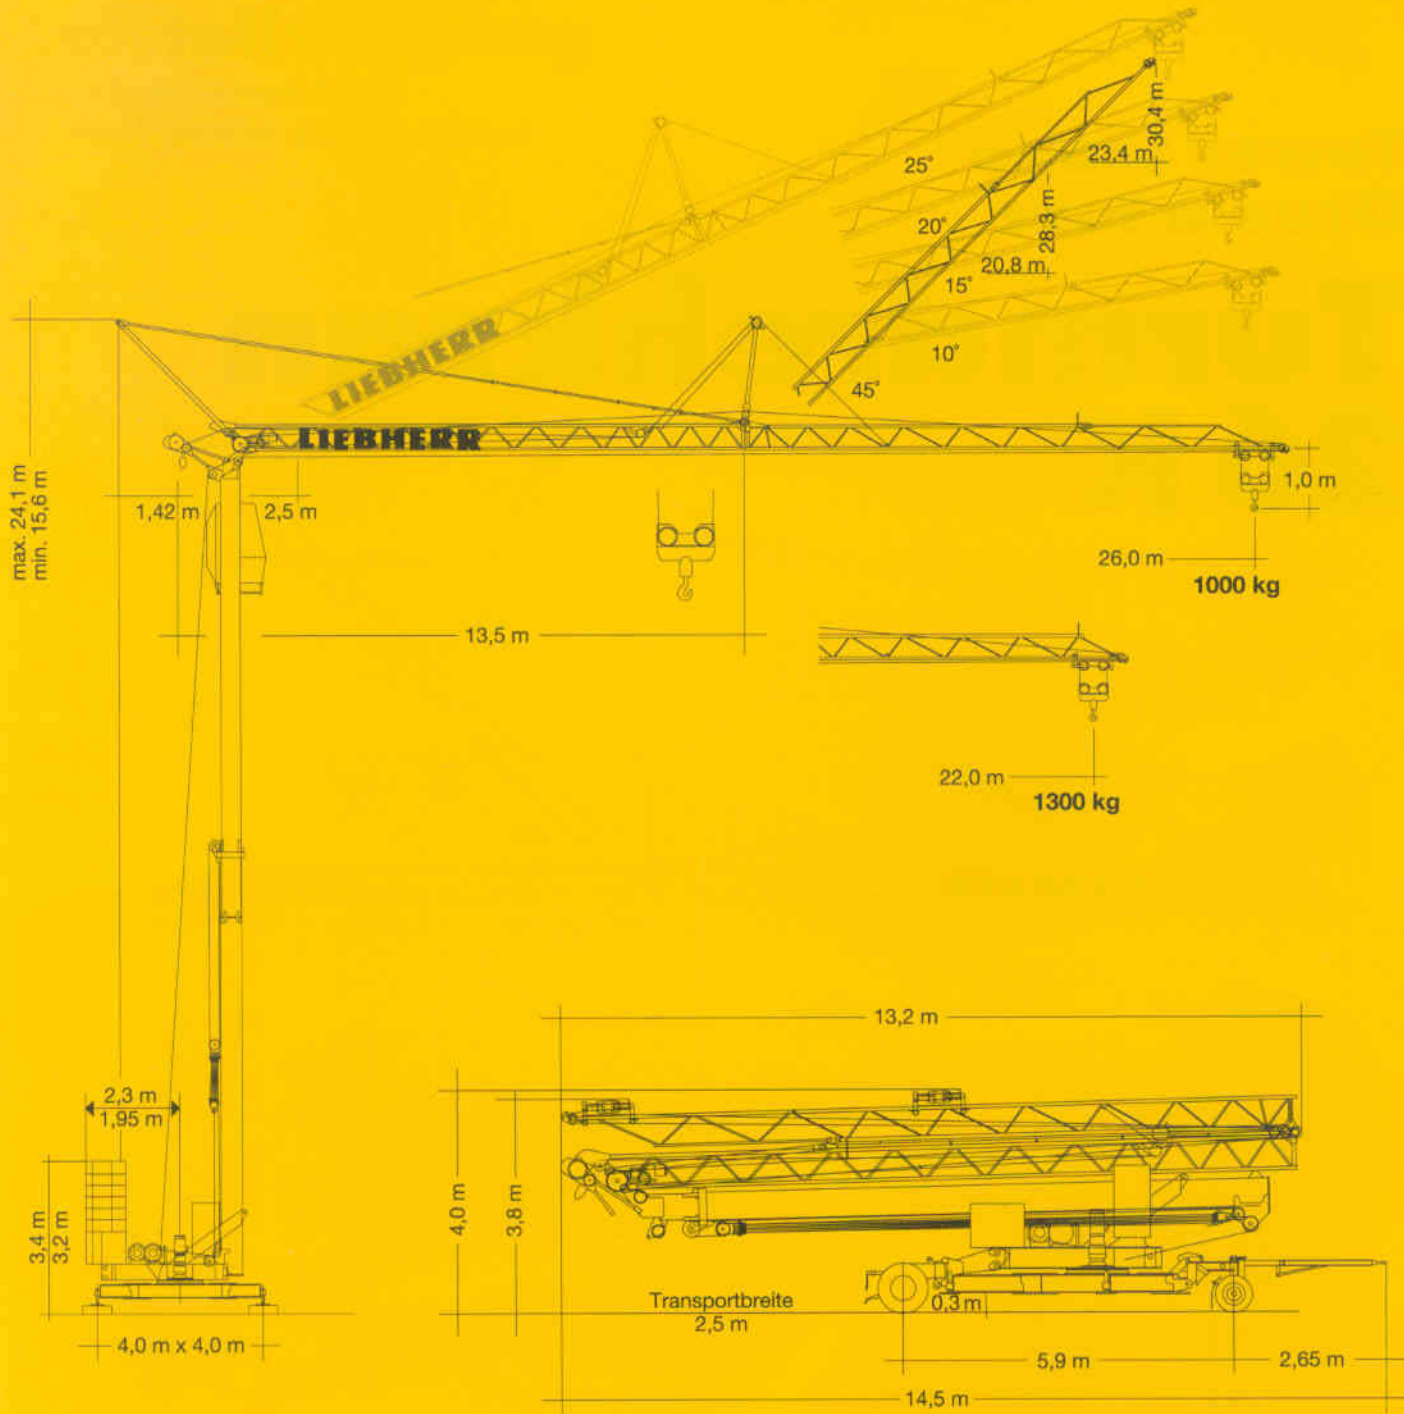 30,4 m
23,4 m
25°
20°
28,3 m
20,8 m
15°
10°
45°
LIEBHERR
LIEBHERR
max. 24,1 m
min. 15,6 m
1,42 m
2,5 m
1,0 m
26,0 m
1000 kg
13,5 m
22,0 m
1300 kg
13,2 m
2,3 m
1,95 m
3,4 m
3,2 m
4,0 m
3,8 m
Transportbreite
2,5 m
0,3 m
4,0 m x 4,0 m
5,9 m
2,65 m
14,5 m